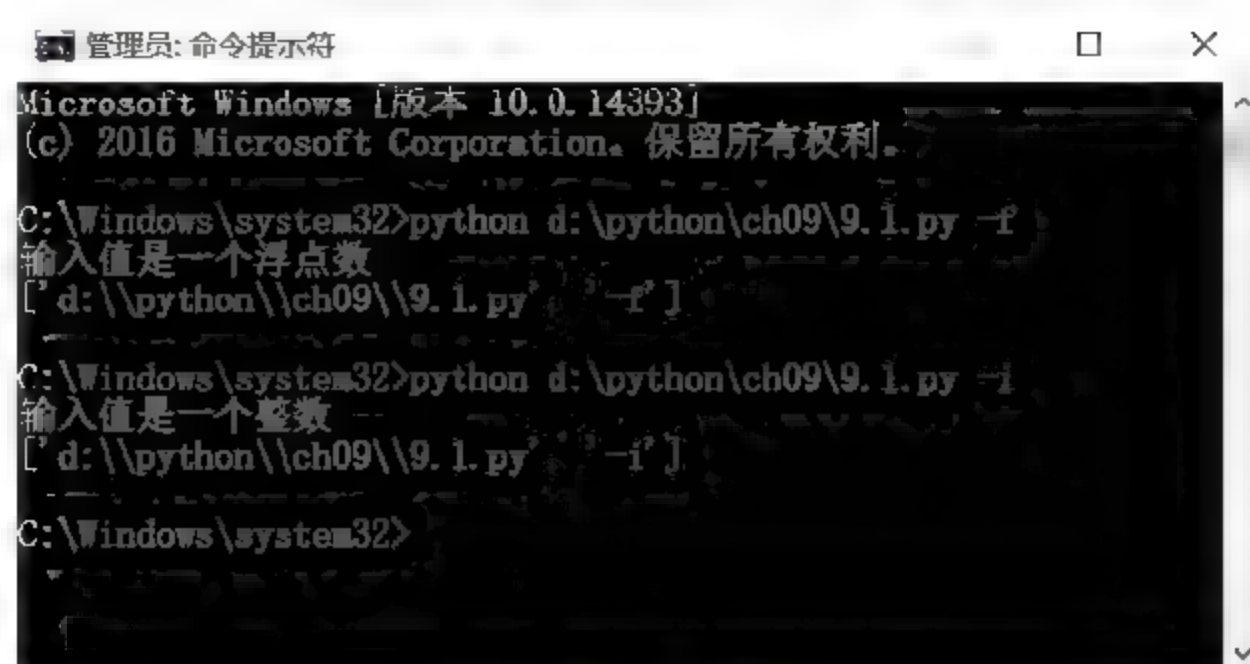 管理员: 命令提示符
Microsoft Windows [版本 10.0.14393]
(c) 2016 Microsoft Corporation。保留所有权利。
C:\Windows\system32>python d:\python\ch09\9.1.py -f
输入值是一个浮点数
['d:\\python\\ch09\\9.1.py', '-f']
C:\Windows\system32>python d:\python\ch09\9.1.py -i
输入值是一个整数
['d:\\python\\ch09\\9.1.py', '-i']
C:\Windows\system32>